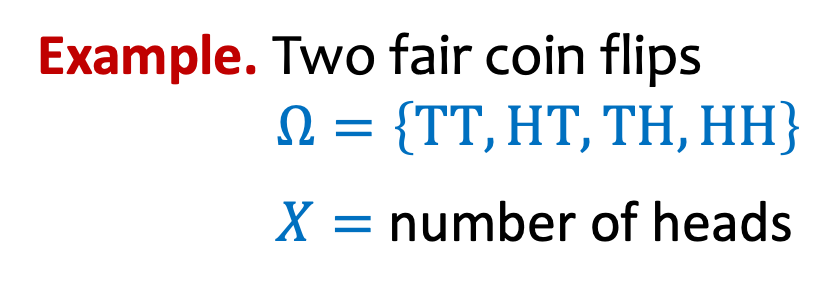 Example. Two fair coin flips
Ω = {TT, HT, TH, HH}
X = number of heads